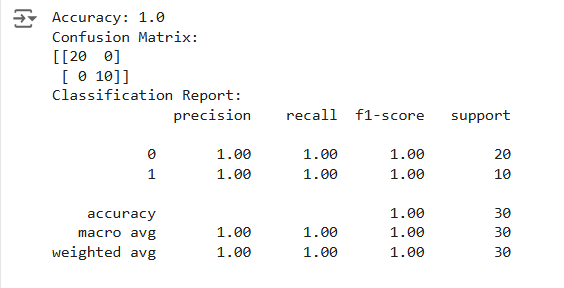 Accuracy: 1.0
Confusion Matrix:
[[20  0]
 [ 0 10]]
Classification Report:
              precision    recall  f1-score   support

           0       1.00      1.00      1.00        20
           1       1.00      1.00      1.00        10

    accuracy                           1.00        30
   macro avg       1.00      1.00      1.00        30
weighted avg       1.00      1.00      1.00        30